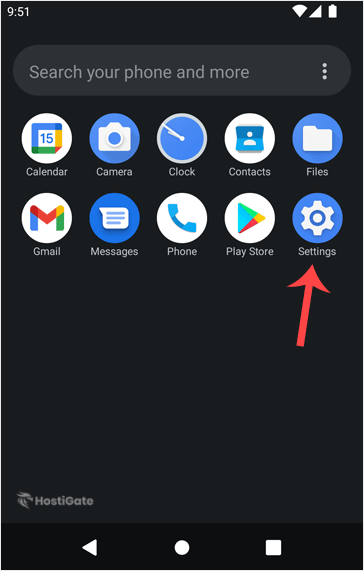 9:51
Search your phone and more
15
Calendar
Camera
Clock
Contacts
Files
Gmail
Messages
Phone
Play Store
Settings
HostiGate